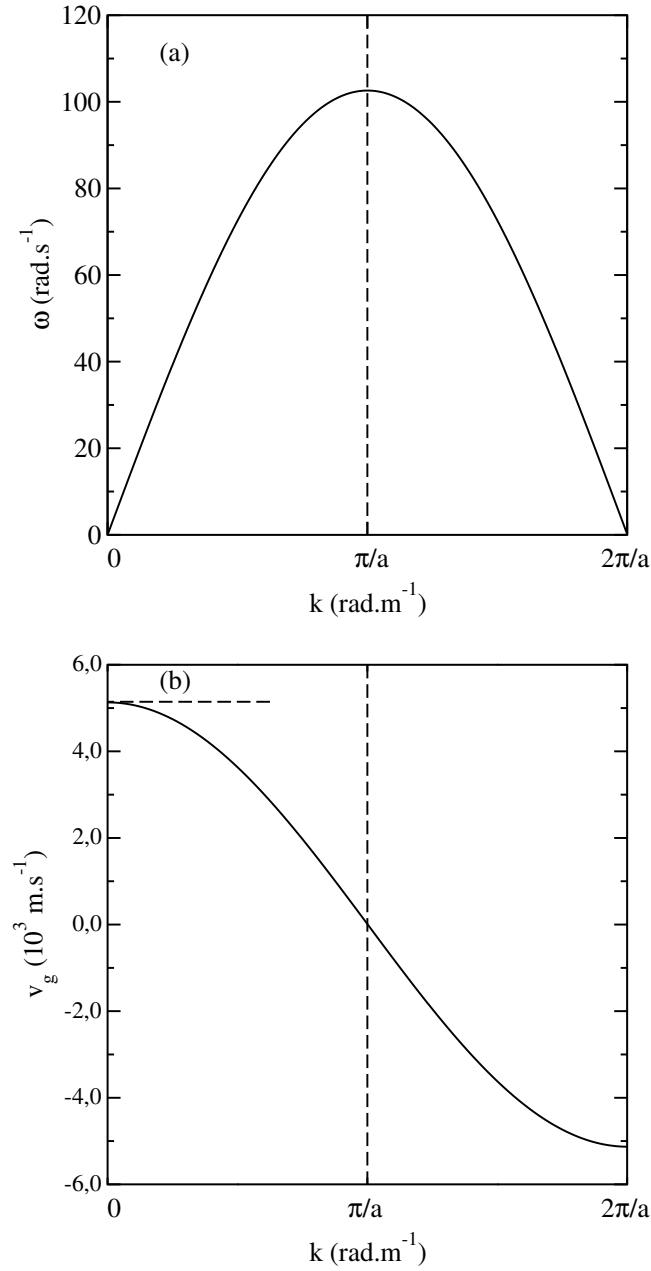 120
(a)
100
80
60
40
20
0
ω (rad.s⁻¹)
0 π/a 2π/a
k (rad.m⁻¹)
6,0
(b)
4,0
2,0
0,0
-2,0
-4,0
-6,0
v_g (10³ m.s⁻¹)
0 π/a 2π/a
k (rad.m⁻¹)